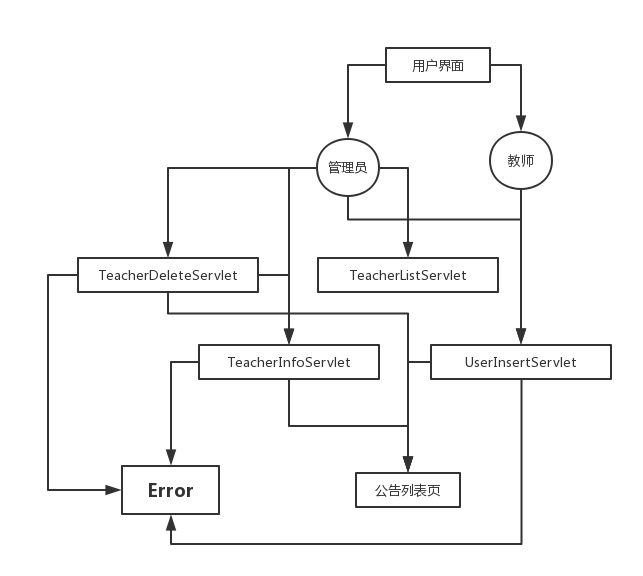 用户界面
管理员
教师
TeacherDeleteServlet
TeacherListServlet
TeacherInfoServlet
UserInsertServlet
Error
公告列表页